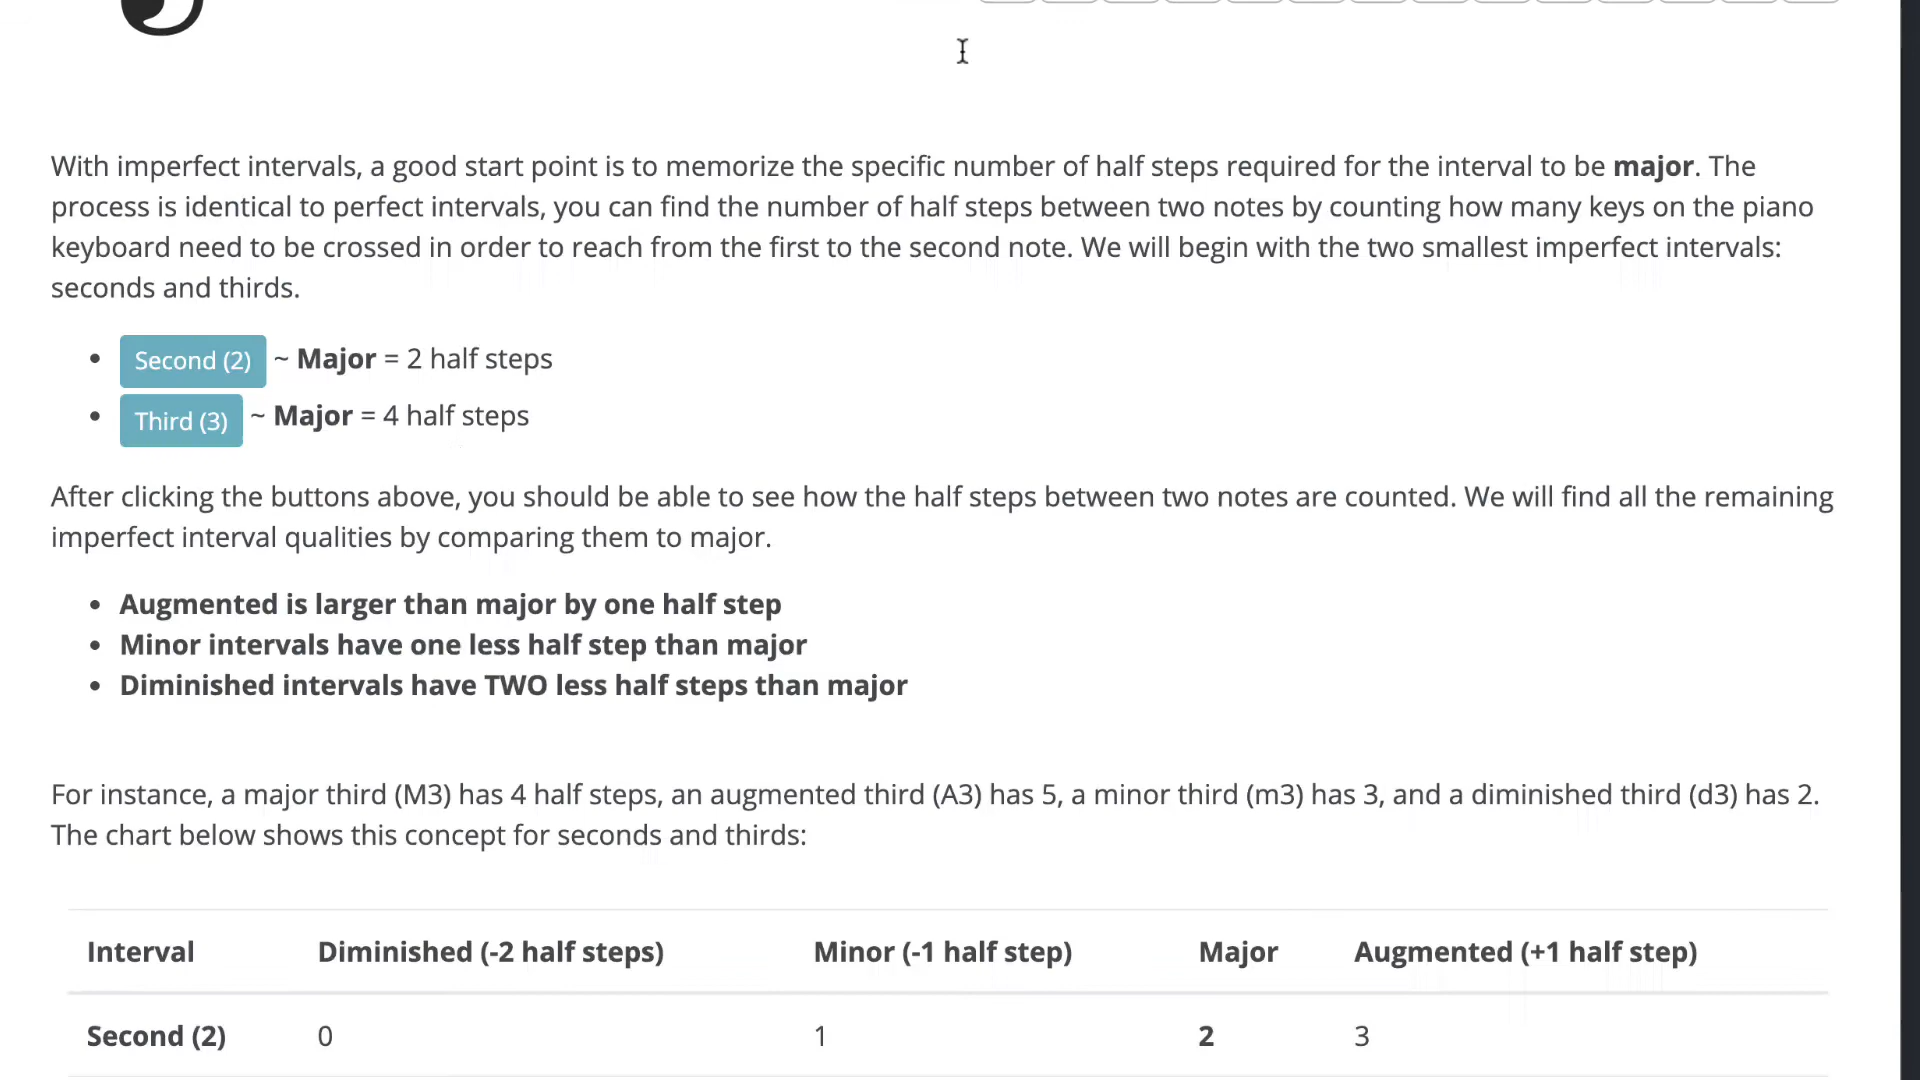 With imperfect intervals, a good start point is to memorize the specific number of half steps required for the interval to be major. The
process is identical to perfect intervals, you can find the number of half steps between two notes by counting how many keys on the piano
keyboard need to be crossed in order to reach from the first to the second note. We will begin with the two smallest imperfect intervals:
seconds and thirds.
• Second (2) ~ Major = 2 half steps
• Third (3) ~ Major = 4 half steps
After clicking the buttons above, you should be able to see how the half steps between two notes are counted. We will find all the remaining
imperfect interval qualities by comparing them to major.
• Augmented is larger than major by one half step
• Minor intervals have one less half step than major
• Diminished intervals have TWO less half steps than major
For instance, a major third (M3) has 4 half steps, an augmented third (A3) has 5, a minor third (m3) has 3, and a diminished third (d3) has 2.
The chart below shows this concept for seconds and thirds:
Interval Diminished (-2 half steps) Minor (-1 half step) Major Augmented (+1 half step)
Second (2) 0 1 2 3